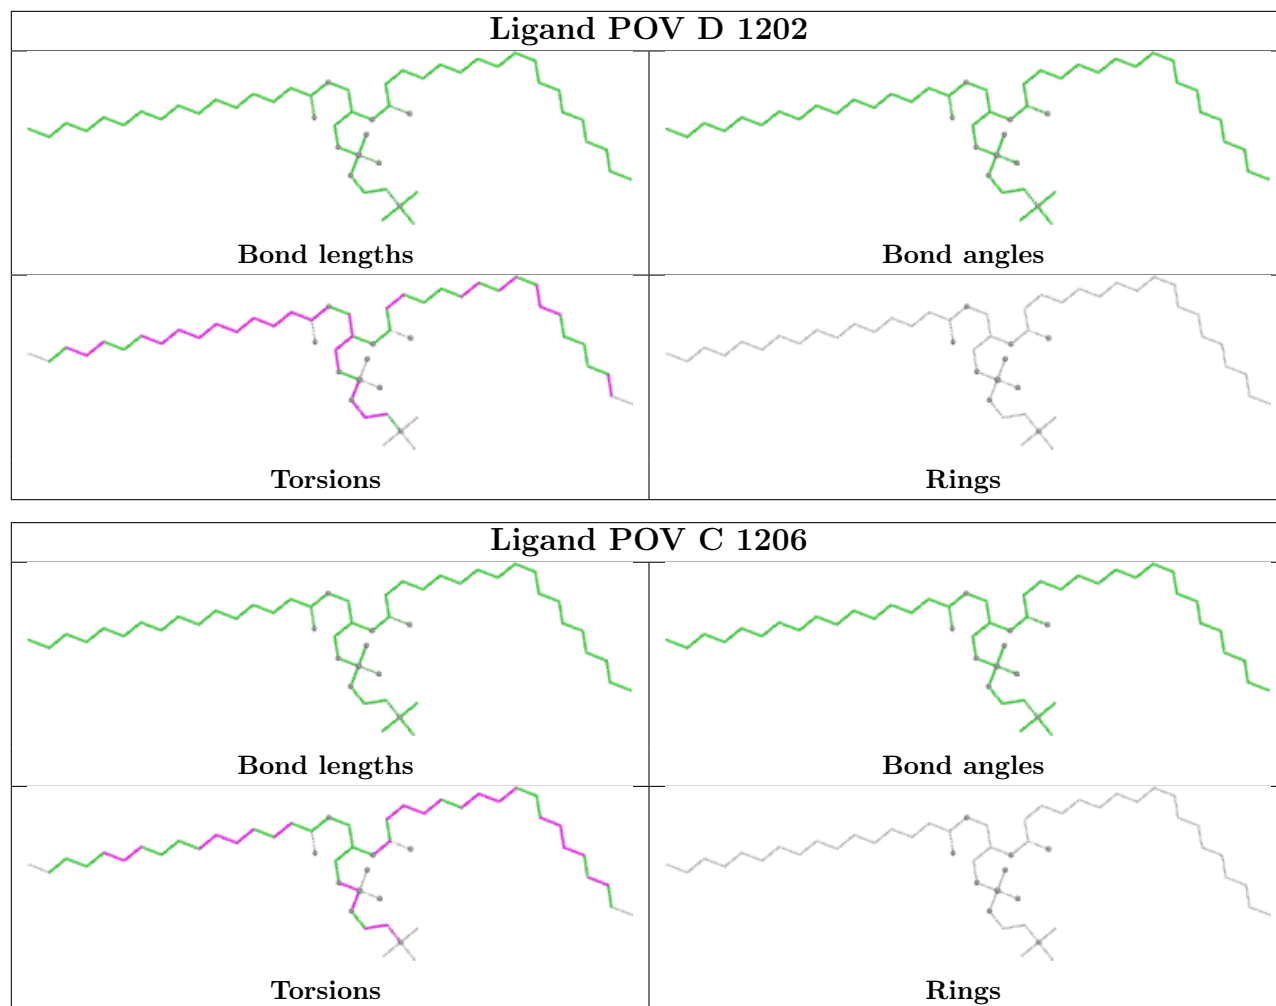 Ligand POV D 1202
Bond lengths
Bond angles
Torsions
Rings
Ligand POV C 1206
Bond lengths
Bond angles
Torsions
Rings